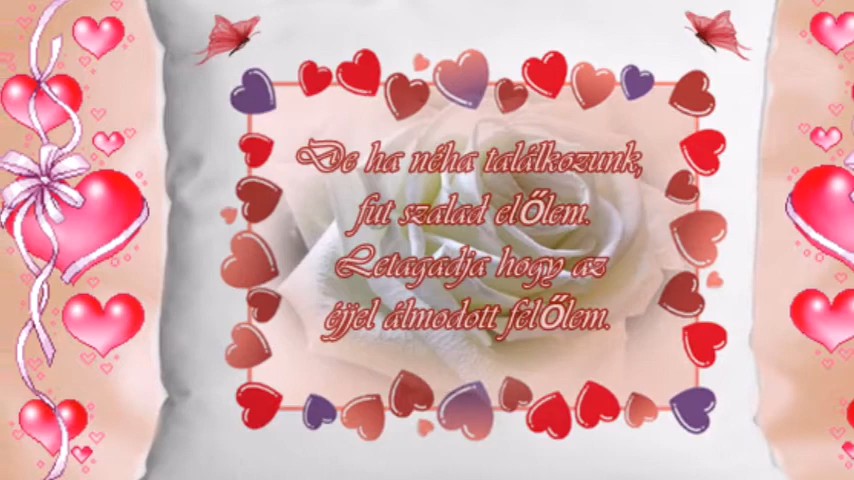 De ha néha találkozunk,
fut szalad előlem.
Letagadja hogy az
éjjel álmodott felőlem.